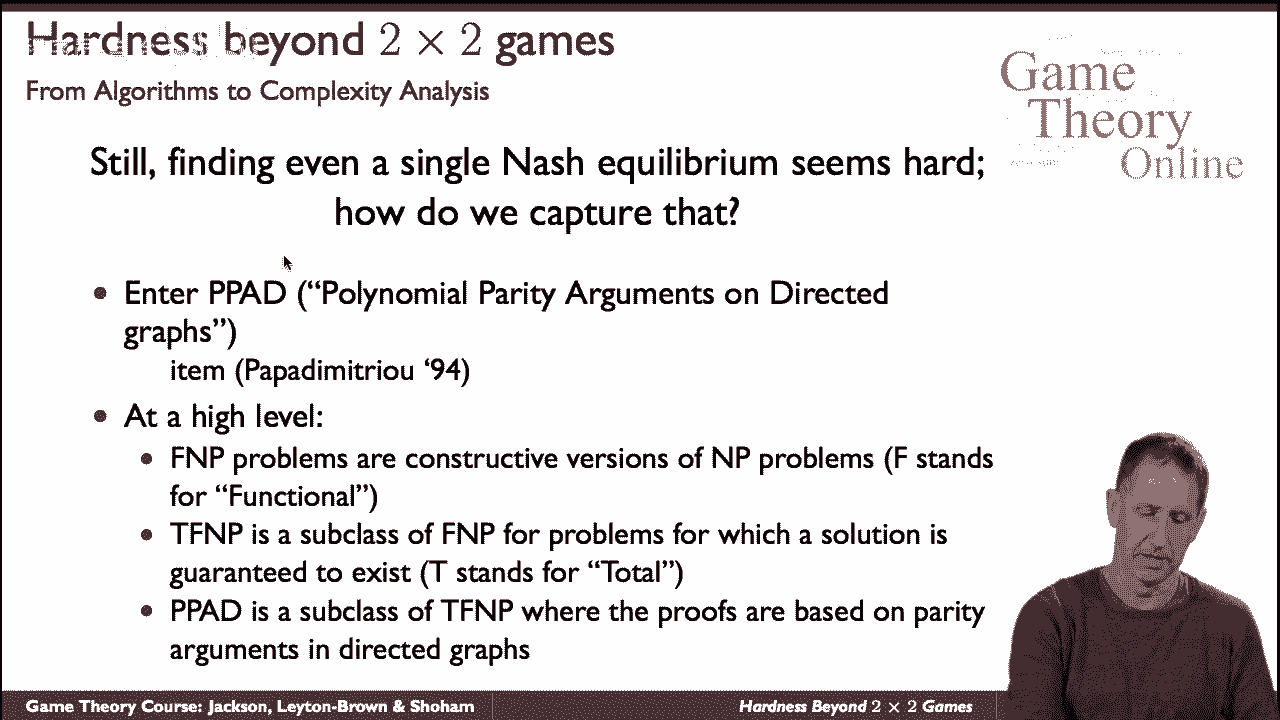 Hardness beyond 2 × 2 games
From Algorithms to Complexity Analysis
Game
Theory
Online
Still, finding even a single Nash equilibrium seems hard;
how do we capture that?
• Enter PPAD (“Polynomial Parity Arguments on Directed
graphs”)
item (Papadimitriou ‘94)
• At a high level:
• FNP problems are constructive versions of NP problems (F stands
for “Functional”)
• TFNP is a subclass of FNP for problems for which a solution is
guaranteed to exist (T stands for “Total”)
• PPAD is a subclass of TFNP where the proofs are based on parity
arguments in directed graphs
Game Theory Course: Jackson, Leyton-Brown & Shoham
Hardness Beyond 2 × 2 Games